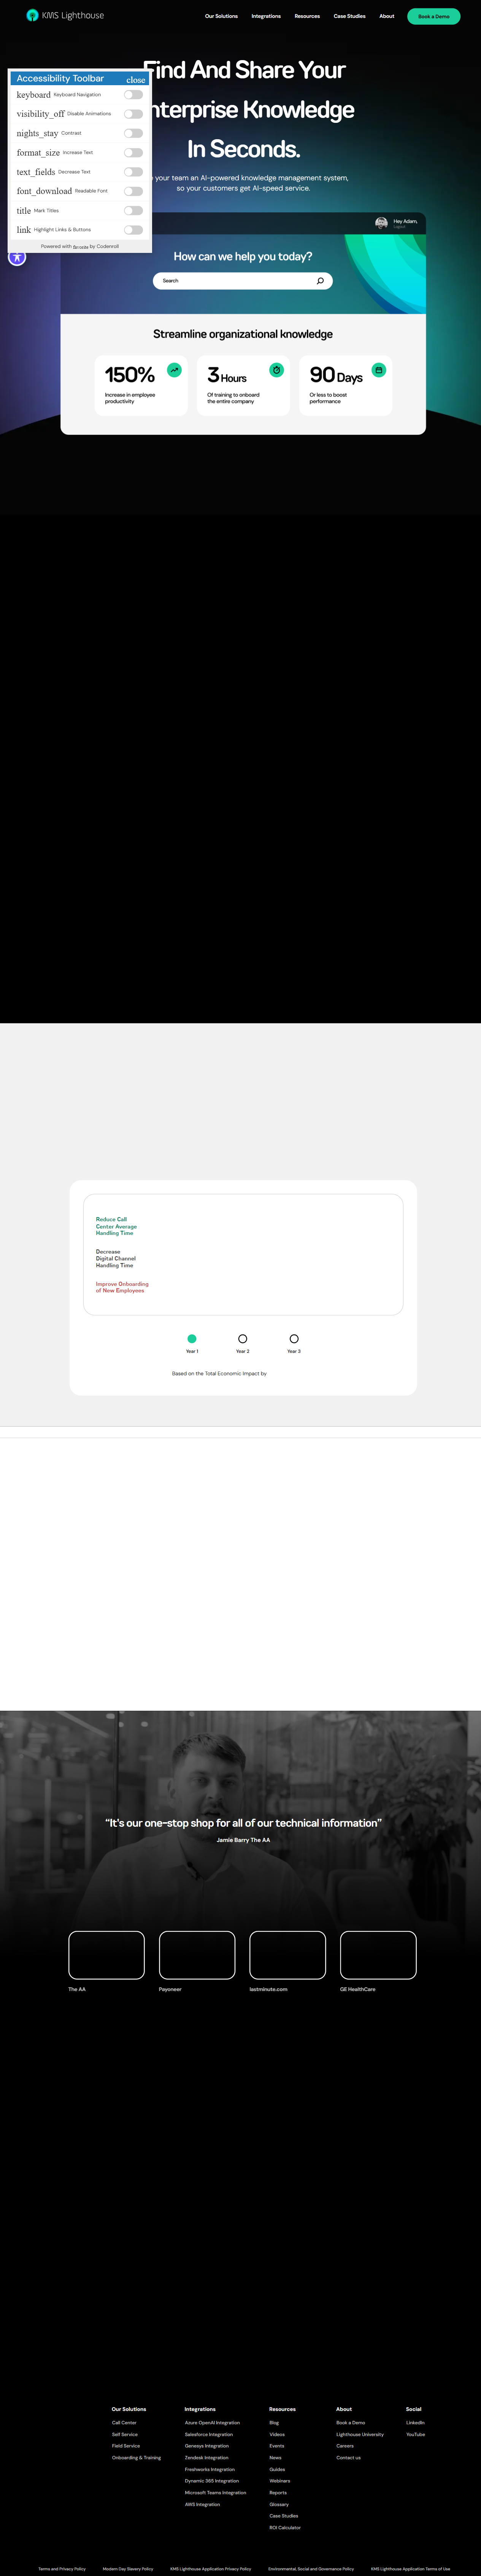 KMS Lighthouse
Our Solutions
Integrations
Resources
Case Studies
About
Book a Demo
Find And Share Your
nterprise Knowledge
In Seconds.
your team an AI-powered knowledge management system,
so your customers get AI-speed service.
Accessibility Toolbar
close
keyboard Keyboard Navigation
visibility_off Disable Animations
nights_stay Contrast
format_size Increase Text
text_fields Decrease Text
font_download Readable Font
title Mark Titles
link Highlight Links & Buttons
Powered with favorite by Codenroll
Hey Adam,
Logout
How can we help you today?
Search
Streamline organizational knowledge
150%
Increase in employee
productivity
3 Hours
Of training to onboard
the entire company
90 Days
Or less to boost
performance
Reduce Call
Center Average
Handling Time
Decrease
Digital Channel
Handling Time
Improve Onboarding
of New Employees
Year 1
Year 2
Year 3
Based on the Total Economic Impact by
“It's our one-stop shop for all of our technical information”
Jamie Barry The AA
The AA
Payoneer
lastminute.com
GE HealthCare
Our Solutions
Call Center
Self Service
Field Service
Onboarding & Training
Integrations
Azure OpenAI Integration
Salesforce Integration
Genesys Integration
Zendesk Integration
Freshworks Integration
Dynamic 365 Integration
Microsoft Teams Integration
AWS Integration
Resources
Blog
Videos
Events
News
Guides
Webinars
Reports
Glossary
Case Studies
ROI Calculator
About
Book a Demo
Lighthouse University
Careers
Contact us
Social
LinkedIn
YouTube
Terms and Privacy Policy
Modern Day Slavery Policy
KMS Lighthouse Application Privacy Policy
Environmental, Social and Governance Policy
KMS Lighthouse Application Terms of Use